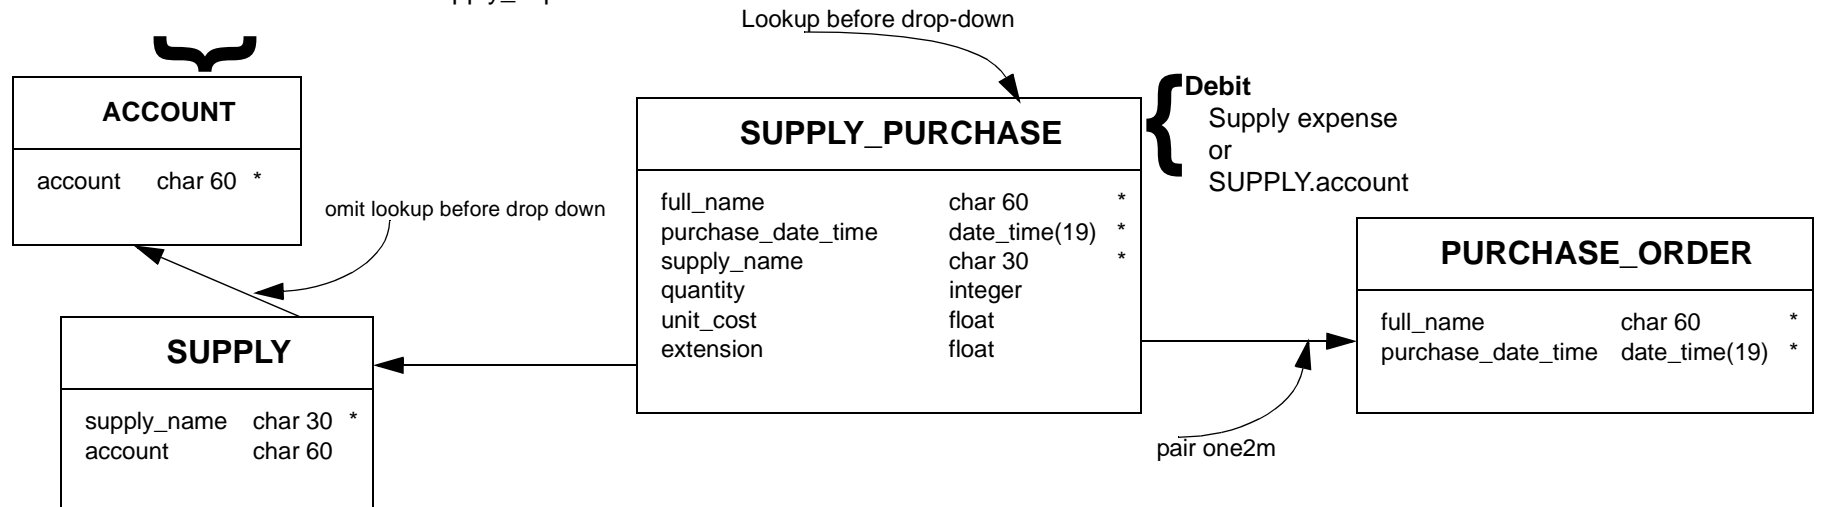 Lookup before drop-down
ACCOUNT
account char 60 *
omit lookup before drop down
SUPPLY
supply_name char 30 *
account char 60
SUPPLY_PURCHASE
full_name char 60 *
purchase_date_time date_time(19) *
supply_name char 30 *
quantity integer
unit_cost float
extension float
{ Debit
Supply expense
or
SUPPLY.account
PURCHASE_ORDER
full_name char 60 *
purchase_date_time date_time(19) *
pair one2m